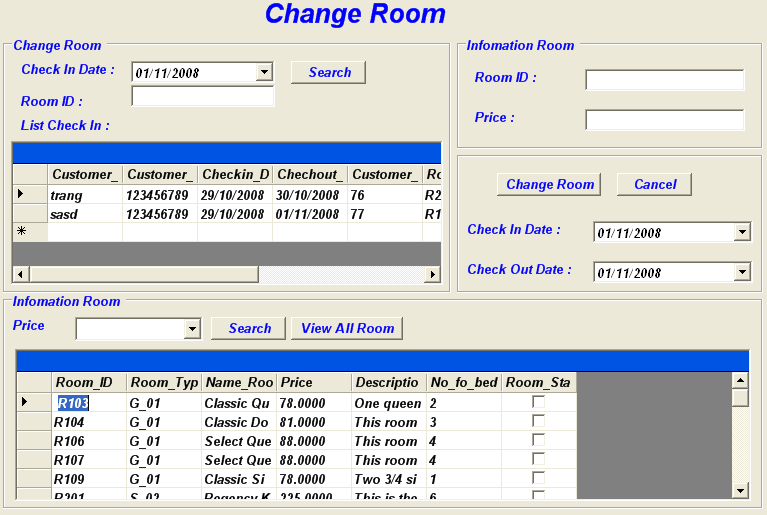 Change Room
Change Room
Check In Date :
01/11/2008
Search
Room ID :
List Check In :
Customer_ Customer_ Checkin_D Chechout_ Customer_ Ro
trang 123456789 29/10/2008 30/10/2008 76 R2
sasd 123456789 29/10/2008 01/11/2008 77 R1
Infomation Room
Room ID :
Price :
Change Room
Cancel
Check In Date :
01/11/2008
Check Out Date :
01/11/2008
Infomation Room
Price
Search
View All Room
Room_ID Room_Typ Name_Roo Price Descriptio No_fo_bed Room_Sta
R103 G_01 Classic Qu 78.0000 One queen 2
R104 G_01 Classic Do 81.0000 This room 3
R106 G_01 Select Que 88.0000 This room 4
R107 G_01 Select Que 88.0000 This room 4
R109 G_01 Classic Si 78.0000 Two 3/4 si 1
R201 S_02 Regency K 225.0000 This is the 6